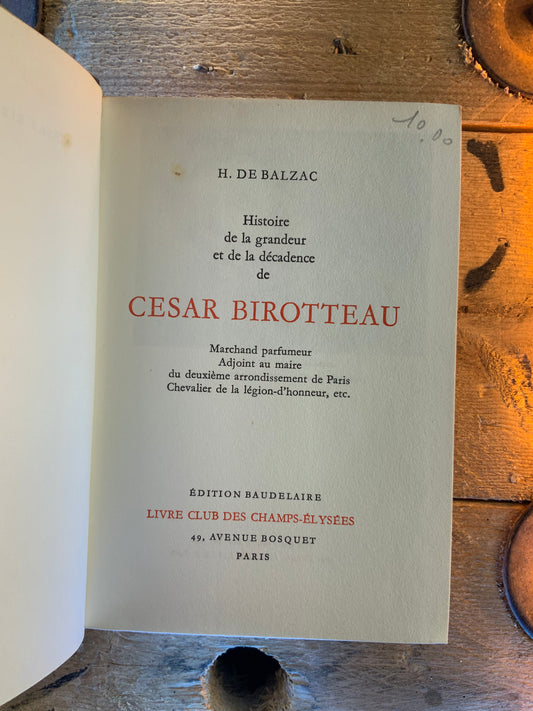 10.00
H. DE BALZAC
Histoire
de la grandeur
et de la décadence
de
CESAR BIROTTEAU
Marchand parfumeur
Adjoint au maire
du deuxième arrondissement de Paris
Chevalier de la légion-d'honneur, etc.
ÉDITION BAUDELAIRE
LIVRE CLUB DES CHAMPS-ÉLYSÉES
49, AVENUE BOSQUET
PARIS